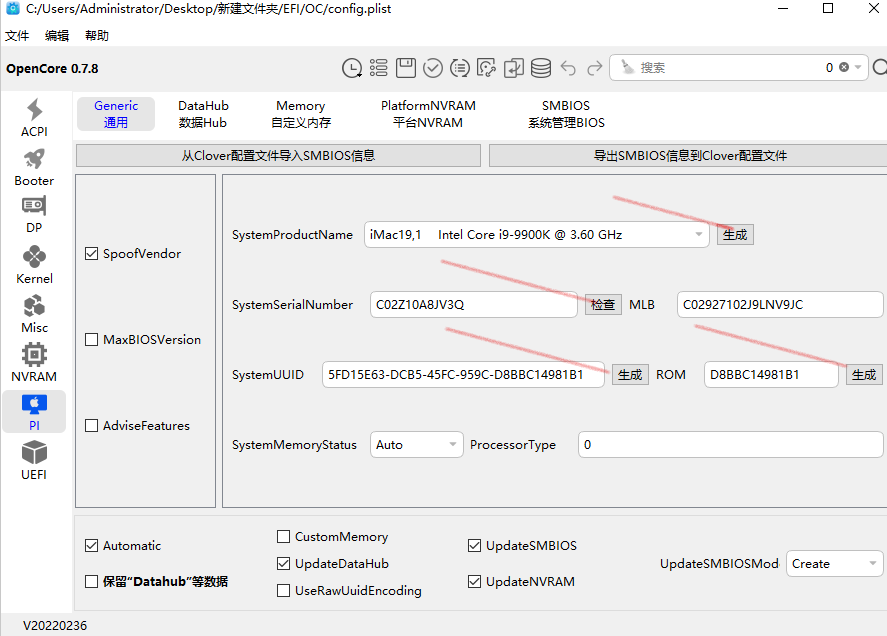 C:/Users/Administrator/Desktop/新建文件夹/EFI/OC/config.plist
文件 编辑 帮助
OpenCore 0.7.8
搜索 0
Generic DataHub Memory PlatformNVRAM SMBIOS
通用 数据Hub 自定义内存 平台NVRAM 系统管理BIOS
从Clover配置文件导入SMBIOS信息 导出SMBIOS信息到Clover配置文件
ACPI
Booter
DP
Kernel
Misc
NVRAM
PI
UEFI
SpoofVendor
MaxBIOSVersion
AdviseFeatures
SystemProductName iMac19,1 Intel Core i9-9900K @ 3.60 GHz 生成
SystemSerialNumber C02Z10A8JV3Q 检查 MLB C02927102J9LNV9JC
SystemUUID 5FD15E63-DCB5-45FC-959C-D8BBC14981B1 生成 ROM D8BBC14981B1 生成
SystemMemoryStatus Auto ProcessorType 0
Automatic CustomMemory UpdateSMBIOS
UpdateDataHub UpdateSMBIOSMod Create
保留“Datahub”等数据 UseRawUuidEncoding UpdateNVRAM
V20220236